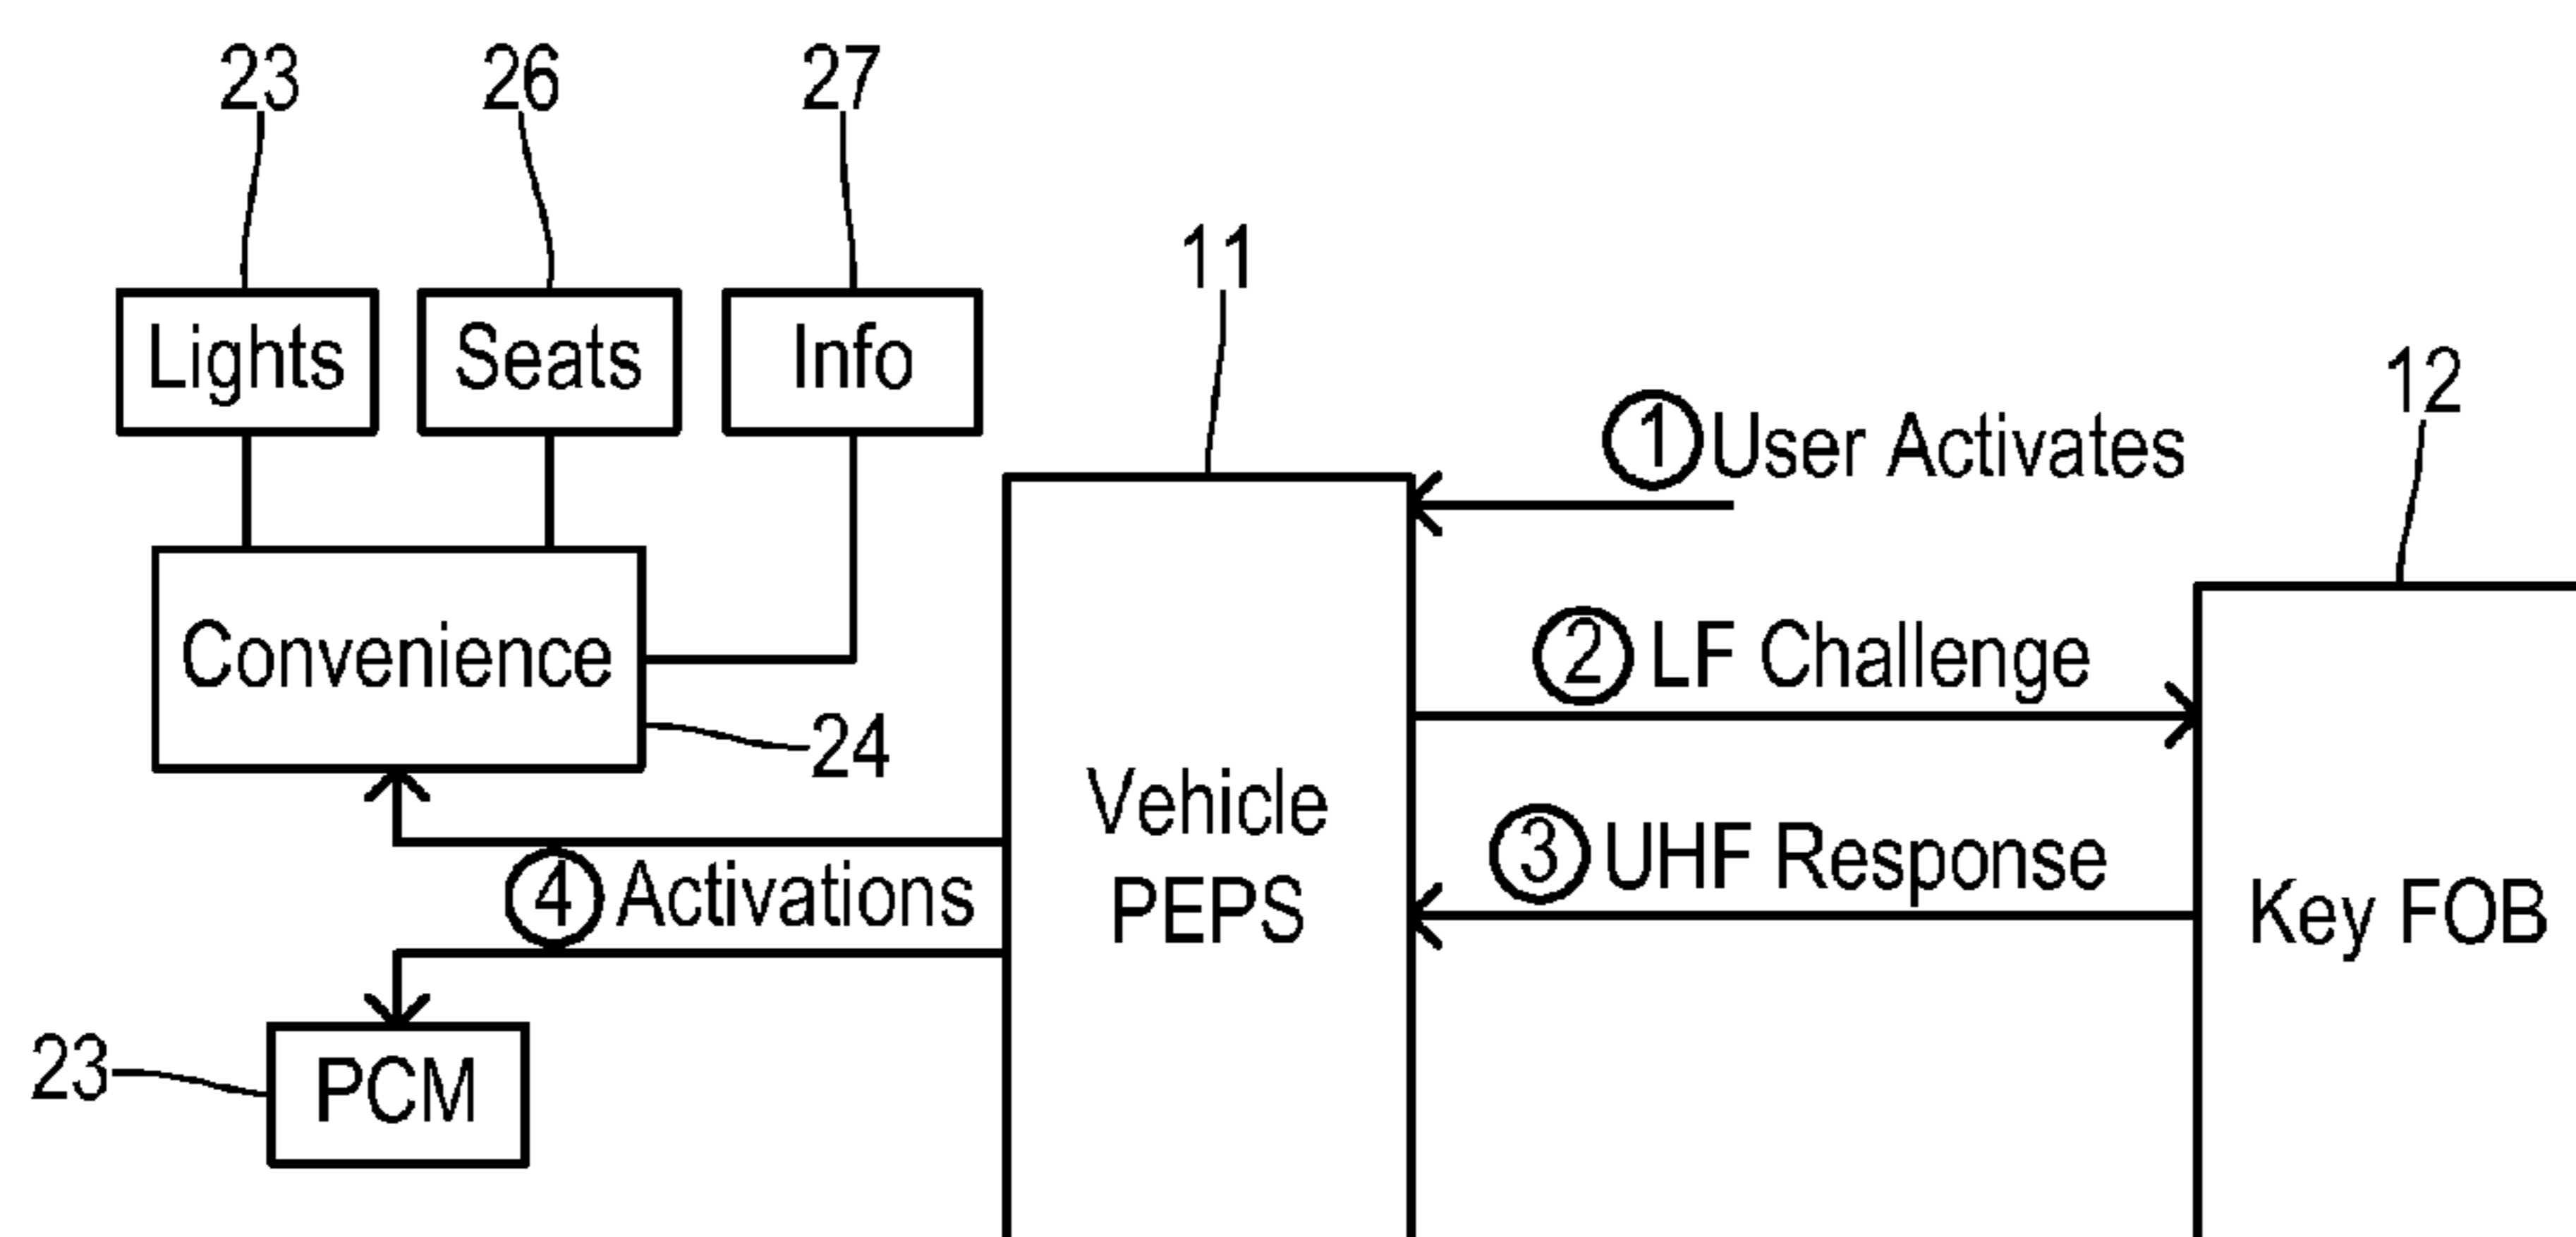 23 26 27
Lights Seats Info
11
12
1 User Activates
Convenience
2 LF Challenge
24
Vehicle
PEPS
3 UHF Response
4 Activations
Key FOB
23
PCM